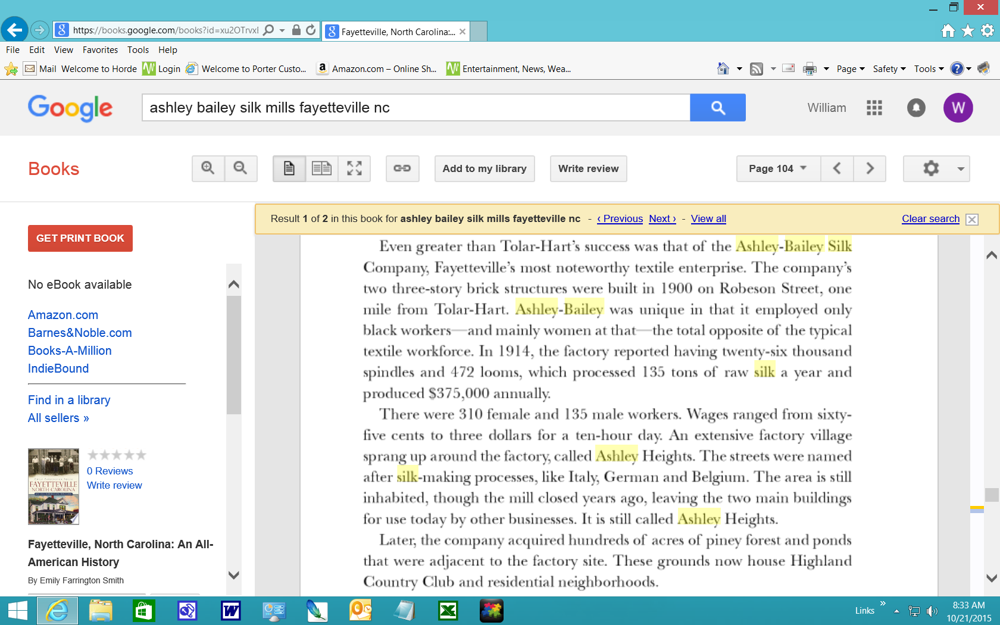 https://books.google.com/books?id=xu2OTrvxl
Fayetteville, North Carolina:...
File Edit View Favorites Tools Help
Mail Welcome to Horde Login Welcome to Porter Custo... Amazon.com – Online Sh... Entertainment, News, Wea...
Page Safety Tools
Google
ashley bailey silk mills fayetteville nc
William
W
Books
Add to my library
Write review
Page 104
Result 1 of 2 in this book for ashley bailey silk mills fayetteville nc - ‹ Previous Next › - View all
Clear search
GET PRINT BOOK
No eBook available
Amazon.com
Barnes&Noble.com
Books-A-Million
IndieBound
Find in a library
All sellers »
0 Reviews
Write review
FAYETTEVILLE
NORTH CAROLINA
Fayetteville, North Carolina: An All-
American History
By Emily Farrington Smith
Even greater than Tolar-Hart's success was that of the Ashley-Bailey Silk
Company, Fayetteville's most noteworthy textile enterprise. The company's
two three-story brick structures were built in 1900 on Robeson Street, one
mile from Tolar-Hart. Ashley-Bailey was unique in that it employed only
black workers—and mainly women at that—the total opposite of the typical
textile workforce. In 1914, the factory reported having twenty-six thousand
spindles and 472 looms, which processed 135 tons of raw silk a year and
produced $375,000 annually.
There were 310 female and 135 male workers. Wages ranged from sixty-
five cents to three dollars for a ten-hour day. An extensive factory village
sprang up around the factory, called Ashley Heights. The streets were named
after silk-making processes, like Italy, German and Belgium. The area is still
inhabited, though the mill closed years ago, leaving the two main buildings
for use today by other businesses. It is still called Ashley Heights.
Later, the company acquired hundreds of acres of piney forest and ponds
that were adjacent to the factory site. These grounds now house Highland
Country Club and residential neighborhoods.
Links
8:33 AM
10/21/2015